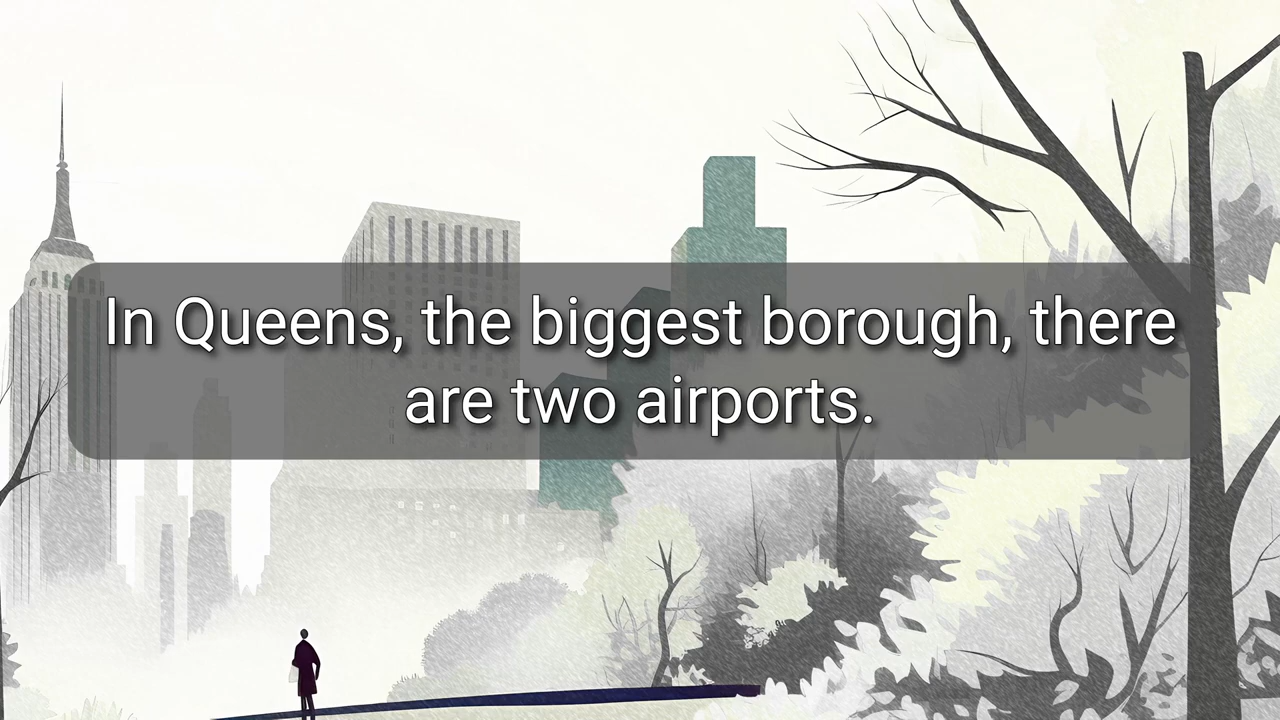 In Queens, the biggest borough, there
are two airports.